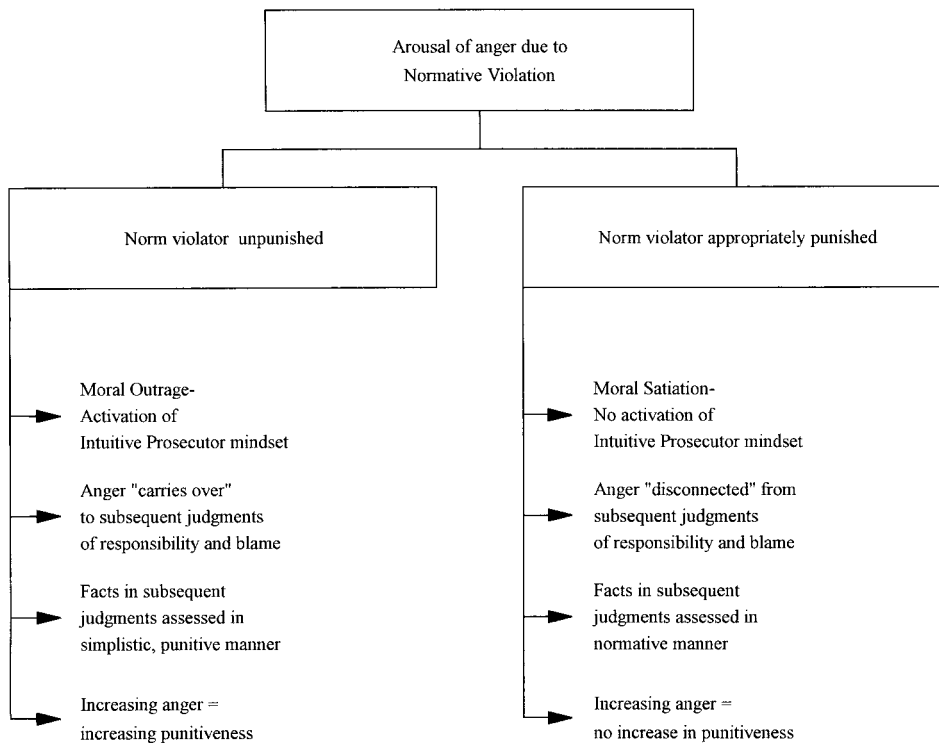 Arousal of anger due to
Normative Violation
Norm violator unpunished
Norm violator appropriately punished
Moral Outrage-
Activation of
Intuitive Prosecutor mindset
Anger "carries over"
to subsequent judgments
of responsibility and blame
Facts in subsequent
judgments assessed in
simplistic, punitive manner
Increasing anger =
increasing punitiveness
Moral Satiation-
No activation of
Intuitive Prosecutor mindset
Anger "disconnected" from
subsequent judgments
of responsibility and blame
Facts in subsequent
judgments assessed in
normative manner
Increasing anger =
no increase in punitiveness